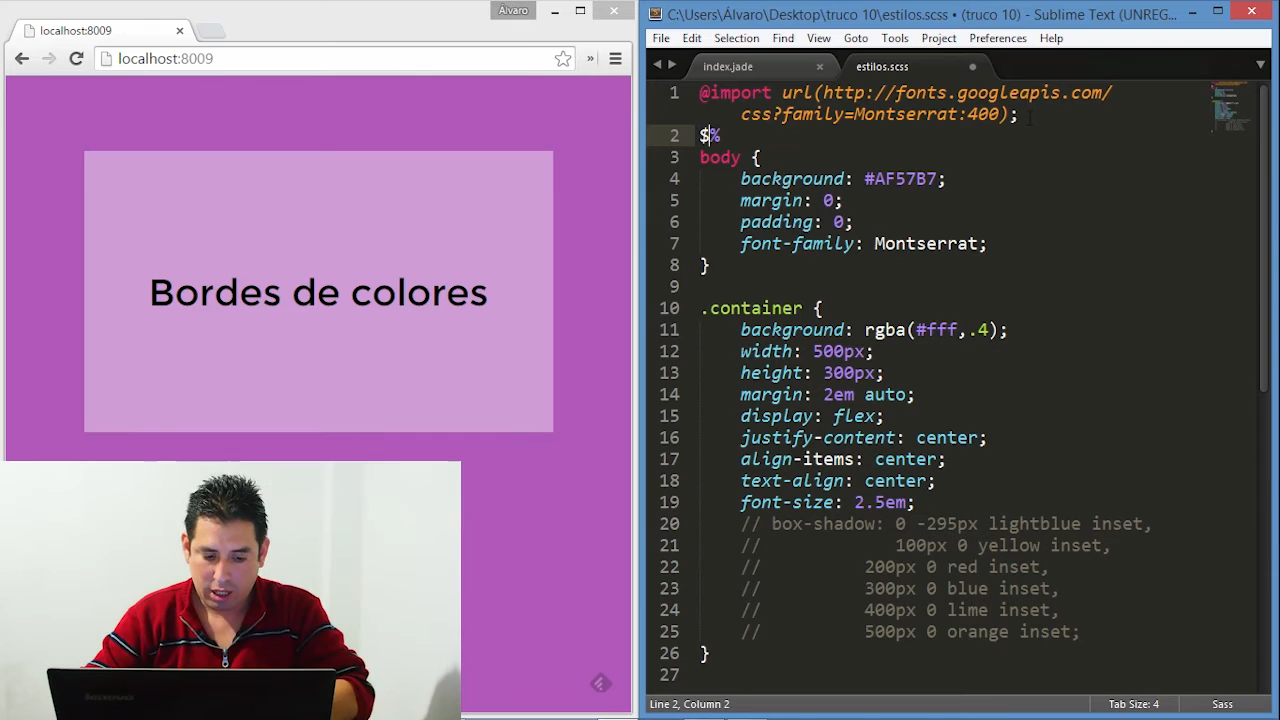 Álvaro
localhost:8009
localhost:8009
»
Bordes de colores
C:\Users\Álvaro\Desktop\truco 10\estilos.scss • (truco 10) - Sublime Text (UNREG...
File Edit Selection Find View Goto Tools Project Preferences Help
index.jade
estilos.scss
1 @import url(http://fonts.googleapis.com/
css?family=Montserrat:400);
2 $%
3 body {
4 background: #AF57B7;
5 margin: 0;
6 padding: 0;
7 font-family: Montserrat;
8 }
9
10 .container {
11 background: rgba(#fff,.4);
12 width: 500px;
13 height: 300px;
14 margin: 2em auto;
15 display: flex;
16 justify-content: center;
17 align-items: center;
18 text-align: center;
19 font-size: 2.5em;
20 // box-shadow: 0 -295px lightblue inset,
21 // 100px 0 yellow inset,
22 // 200px 0 red inset,
23 // 300px 0 blue inset,
24 // 400px 0 lime inset,
25 // 500px 0 orange inset;
26 }
27
Line 2, Column 2
Tab Size: 4
Sass